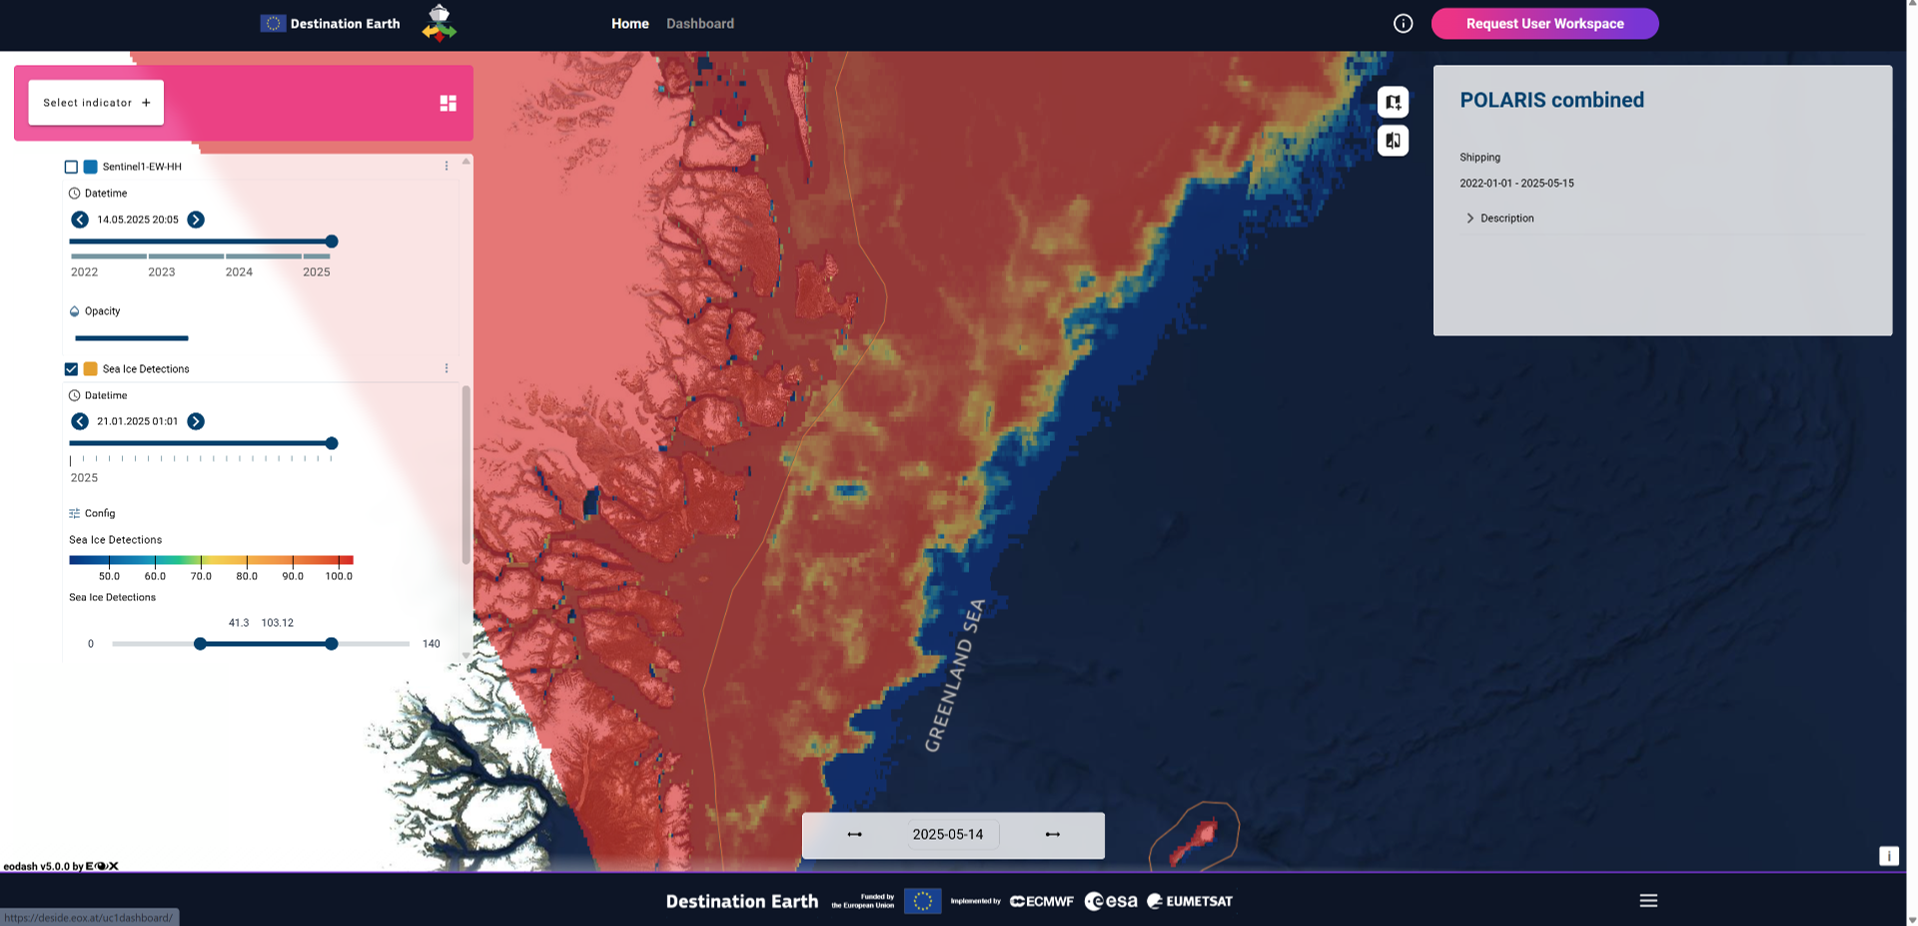 Destination Earth
Home
Dashboard
Request User Workspace
Select indicator +
Sentinel1-EW-HH
Datetime
14.05.2025 20:05
2022 2023 2024 2025
Opacity
Sea Ice Detections
Datetime
21.01.2025 01:01
2025
Config
Sea Ice Detections
50.0 60.0 70.0 80.0 90.0 100.0
Sea Ice Detections
41.3 103.12
0 140
POLARIS combined
Shipping
2022-01-01 - 2025-05-15
Description
GREENLAND SEA
2025-05-14
eodash v5.0.0 by EOX
i
Destination Earth
Funded by
the European Union
Implemented by
ECMWF
esa
EUMETSAT
https://deside.eox.at/uc1dashboard/